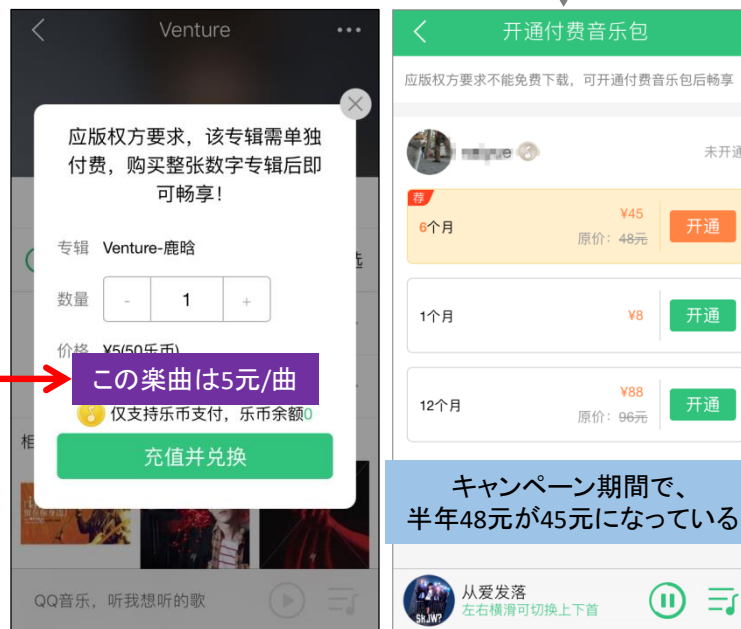 Venture
应版权方要求，该专辑需单独
付费，购买整张数字专辑后即
可畅享！
专辑 Venture-鹿晗
数量 - 1 +
价格 ¥5(50乐币)
この楽曲は5元/曲
仅支持乐币支付，乐币余额0
充值并兑换
相
QQ音乐，听我想听的歌
开通付费音乐包
应版权方要求不能免费下载，可开通付费音乐包后畅享
未开通
荐
6个月
¥45
原价：48元
开通
1个月
¥8
开通
12个月
¥88
原价：96元
开通
キャンペーン期間で、
半年48元が45元になっている
从爱发落
左右横滑可切换上下首